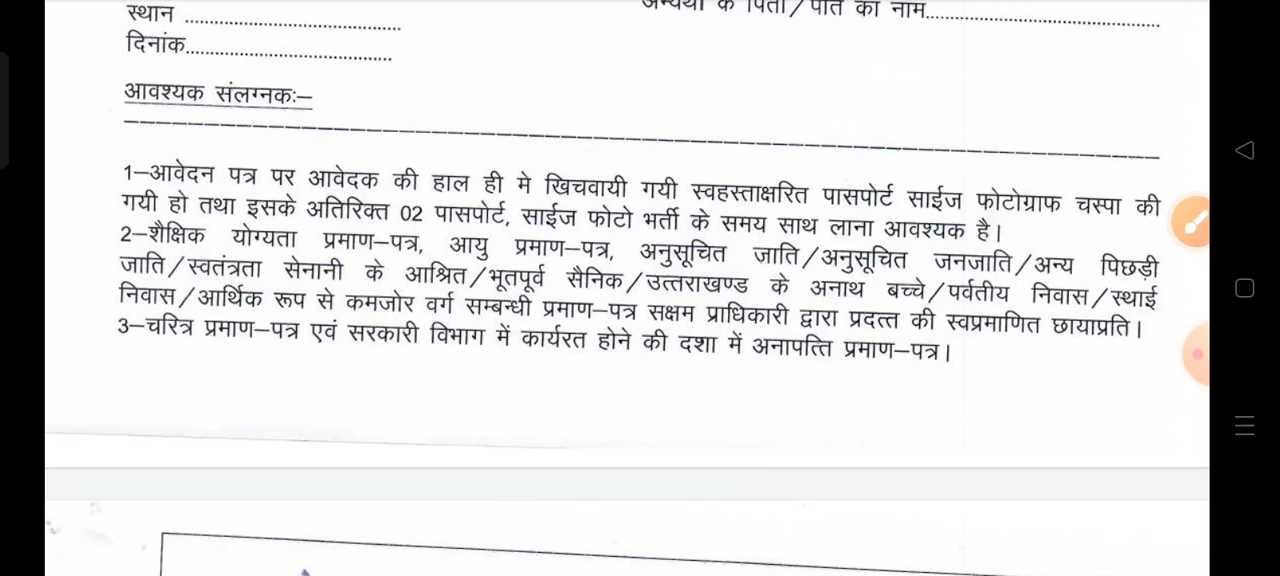 स्थान ........................................
अभ्यर्थी के पिता/पति का नाम............................................
दिनांक......................................
आवश्यक संलग्नकः–
1–आवेदन पत्र पर आवेदक की हाल ही मे खिचवायी गयी स्वहस्ताक्षरित पासपोर्ट साईज फोटोग्राफ चस्पा की
गयी हो तथा इसके अतिरिक्त 02 पासपोर्ट, साईज फोटो भर्ती के समय साथ लाना आवश्यक है।
2–शैक्षिक योग्यता प्रमाण–पत्र, आयु प्रमाण–पत्र, अनुसूचित जाति/अनुसूचित जनजाति/अन्य पिछड़ी
जाति/स्वतंत्रता सेनानी के आश्रित/भूतपूर्व सैनिक/उत्तराखण्ड के अनाथ बच्चे/पर्वतीय निवास/स्थाई
निवास/आर्थिक रूप से कमजोर वर्ग सम्बन्धी प्रमाण–पत्र सक्षम प्राधिकारी द्वारा प्रदत्त की स्वप्रमाणित छायाप्रति।
3–चरित्र प्रमाण–पत्र एवं सरकारी विभाग में कार्यरत होने की दशा में अनापत्ति प्रमाण–पत्र।